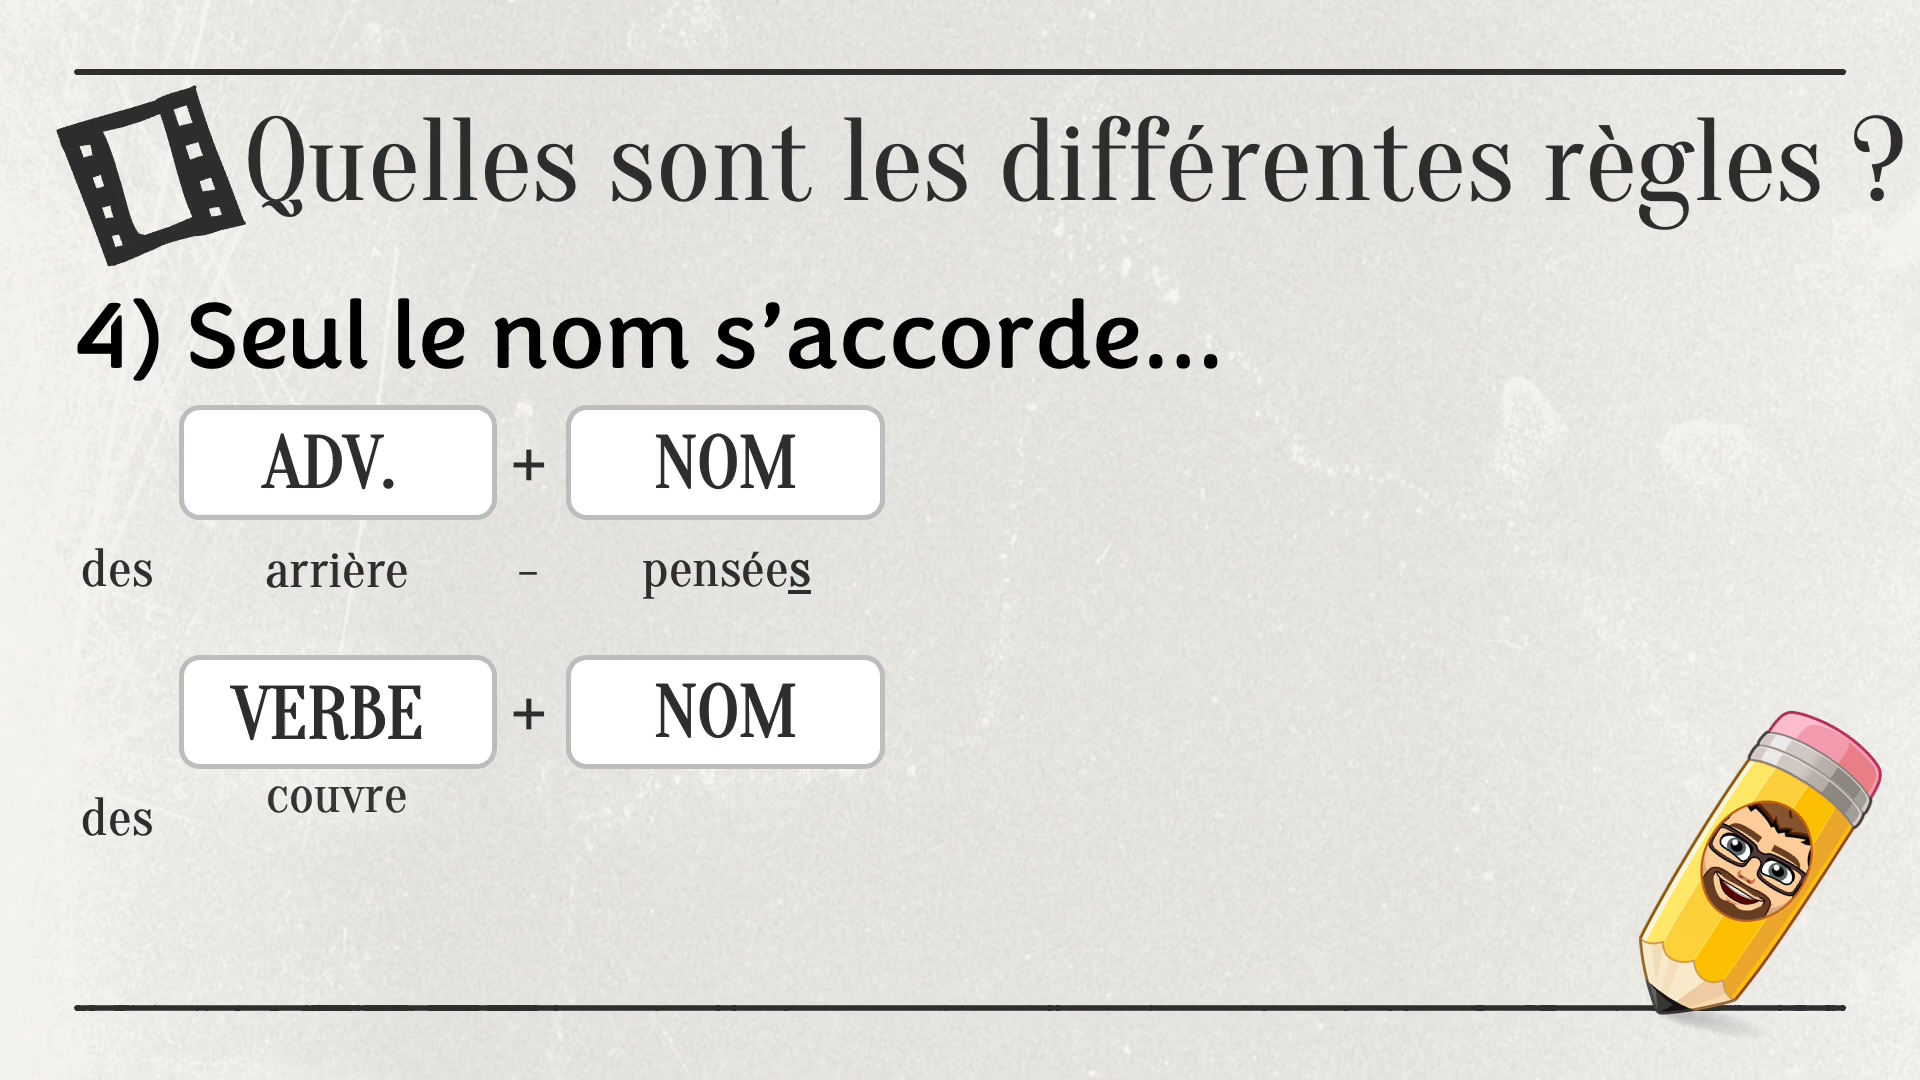 Quelles sont les différentes règles ?
4) Seul le nom s’accorde...
ADV. + NOM
des arrière - pensées
VERBE + NOM
couvre
des